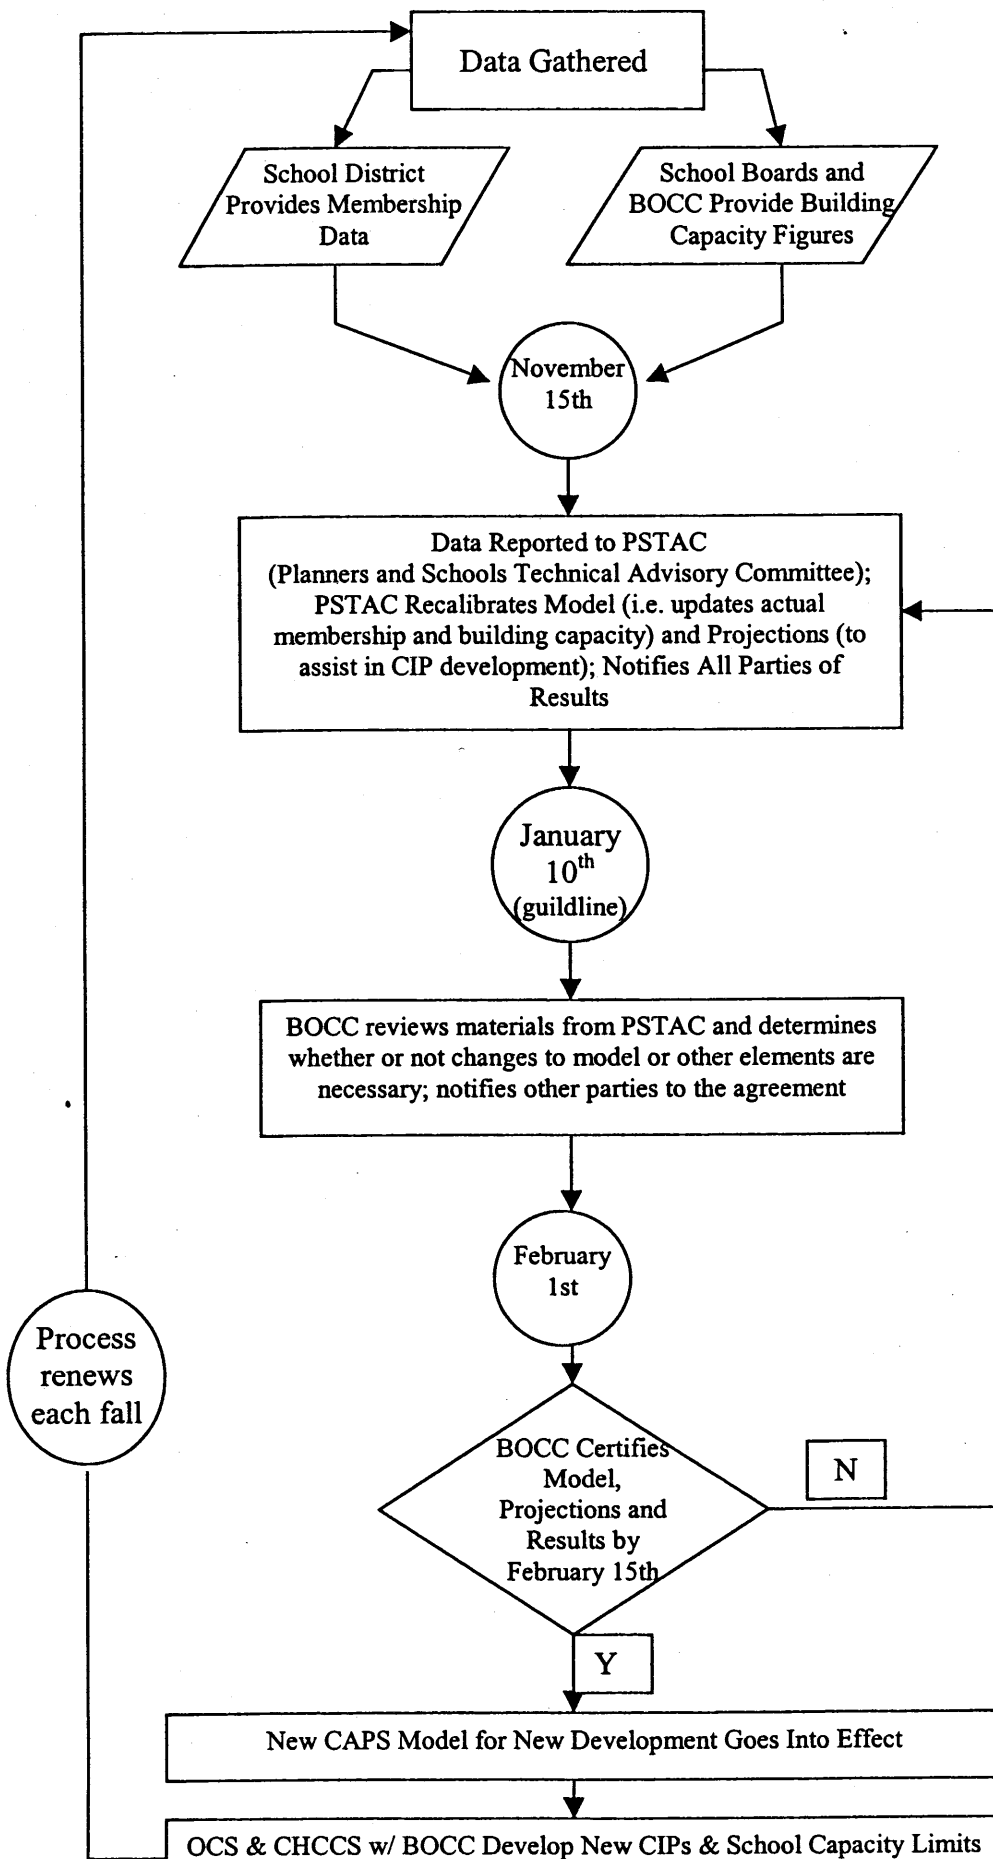 Data Gathered
School District
Provides Membership
Data
School Boards and
BOCC Provide Building
Capacity Figures
November
15th
Data Reported to PSTAC
(Planners and Schools Technical Advisory Committee);
PSTAC Recalibrates Model (i.e. updates actual
membership and building capacity) and Projections (to
assist in CIP development); Notifies All Parties of
Results
January
10th
(guildline)
BOCC reviews materials from PSTAC and determines
whether or not changes to model or other elements are
necessary; notifies other parties to the agreement
February
1st
Process
renews
each fall
BOCC Certifies
Model,
Projections and
Results by
February 15th
N
Y
New CAPS Model for New Development Goes Into Effect
OCS & CHCCS w/ BOCC Develop New CIPs & School Capacity Limits